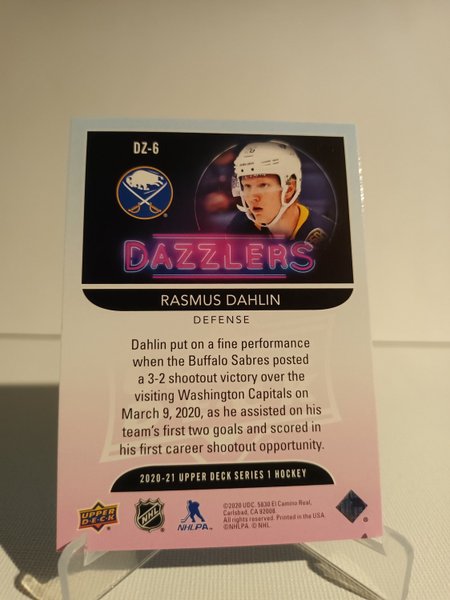 DZ-6
DAZZLERS
RASMUS DAHLIN
DEFENSE
Dahlin put on a fine performance
when the Buffalo Sabres posted
a 3-2 shootout victory over the
visiting Washington Capitals on
March 9, 2020, as he assisted on his
team's first two goals and scored in
his first career shootout opportunity.
2020-21 UPPER DECK SERIES 1 HOCKEY
UPPER DECK
NHL
NHLPA
©2020 UDC. 5830 El Camino Real,
Carlsbad, CA 92008.
All rights reserved. Printed in the USA
©NHLPA. © NHL